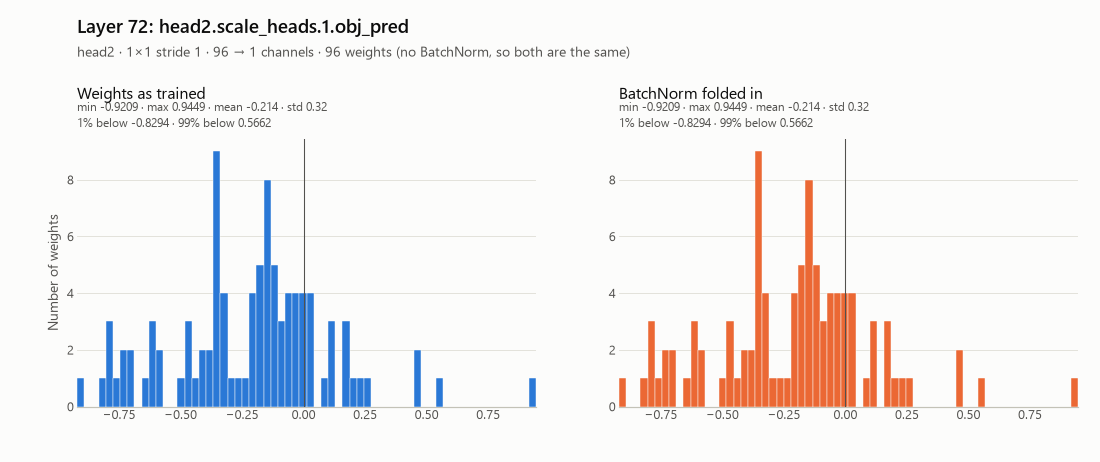 Layer 72: head2.scale_heads.1.obj_pred
head2 · 1×1 stride 1 · 96 → 1 channels · 96 weights (no BatchNorm, so both are the same)
Weights as trained
min -0.9209 · max 0.9449 · mean -0.214 · std 0.32
1% below -0.8294 · 99% below 0.5662
Number of weights
8
6
4
2
0
−0.75 −0.50 −0.25 0.00 0.25 0.50 0.75
BatchNorm folded in
min -0.9209 · max 0.9449 · mean -0.214 · std 0.32
1% below -0.8294 · 99% below 0.5662
8
6
4
2
0
−0.75 −0.50 −0.25 0.00 0.25 0.50 0.75